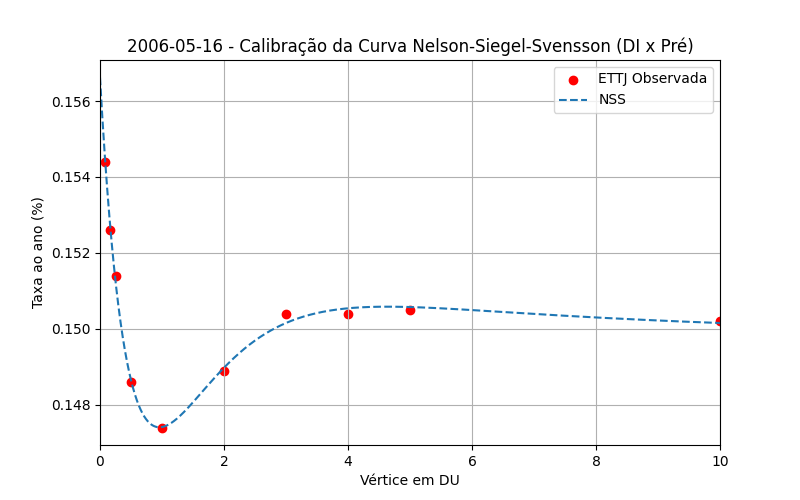 2006-05-16 - Calibração da Curva Nelson-Siegel-Svensson (DI x Pré)
ETTJ Observada
NSS
Taxa ao ano (%)
0.156
0.154
0.152
0.150
0.148
0 2 4 6 8 10
Vértice em DU